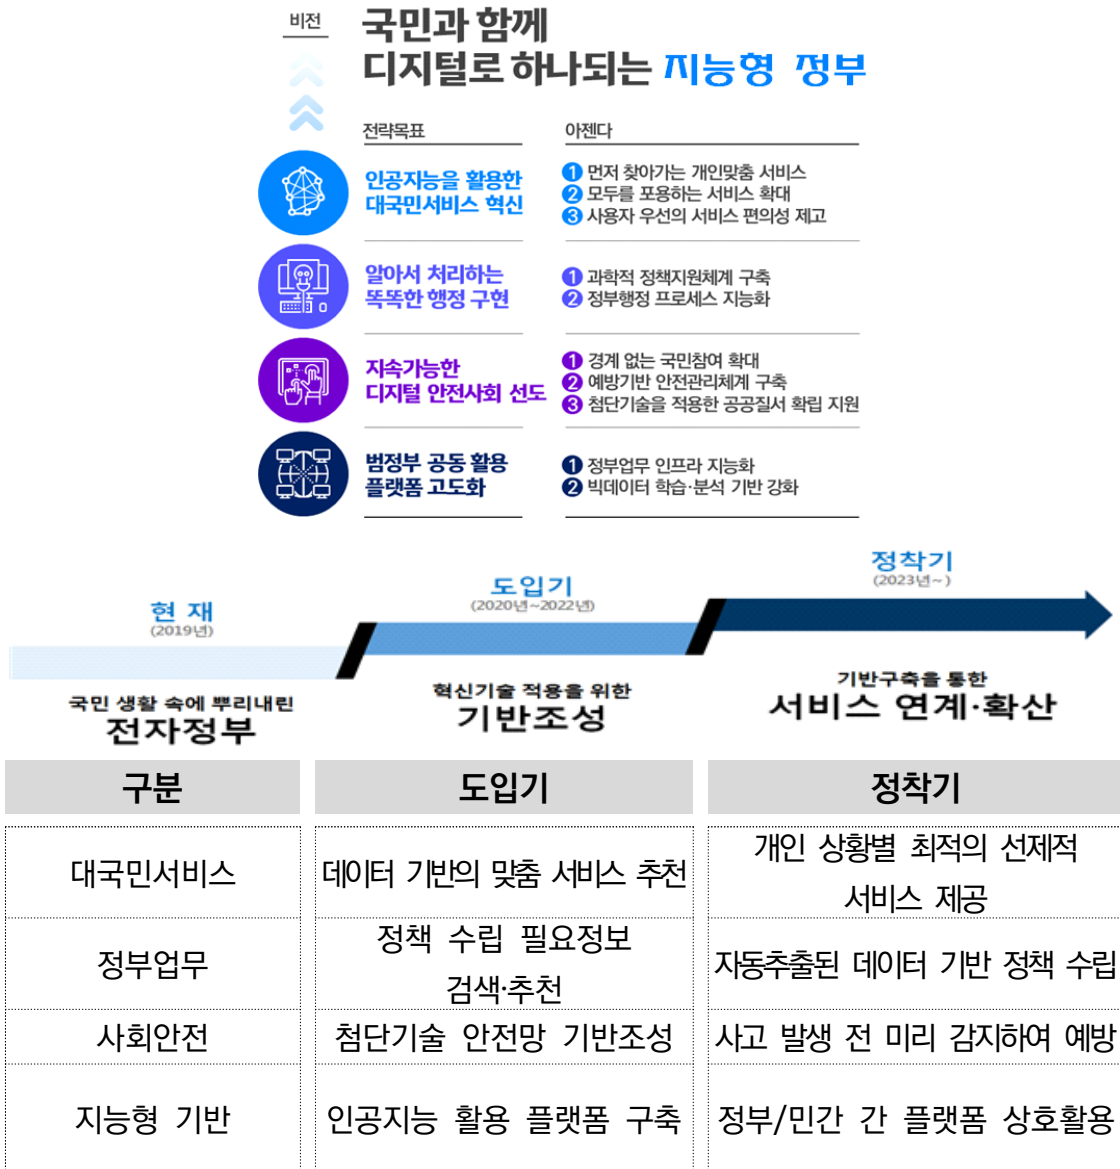 비전
국민과 함께
디지털로 하나되는 지능형 정부
전략목표
아젠다
인공지능을 활용한
대국민서비스 혁신
1 먼저 찾아가는 개인맞춤 서비스
2 모두를 포용하는 서비스 확대
3 사용자 우선의 서비스 편의성 제고
알아서 처리하는
똑똑한 행정 구현
1 과학적 정책지원체계 구축
2 정부행정 프로세스 지능화
지속가능한
디지털 안전사회 선도
1 경계 없는 국민참여 확대
2 예방기반 안전관리체계 구축
3 첨단기술을 적용한 공공질서 확립 지원
범정부 공동 활용
플랫폼 고도화
1 정부업무 인프라 지능화
2 빅데이터 학습·분석 기반 강화
현 재
(2019년)
국민 생활 속에 뿌리내린
전자정부
도입기
(2020년~2022년)
혁신기술 적용을 위한
기반조성
정착기
(2023년~)
기반구축을 통한
서비스 연계·확산
구분 도입기 정착기
대국민서비스
데이터 기반의 맞춤 서비스 추천
개인 상황별 최적의 선제적
서비스 제공
정부업무
정책 수립 필요정보
검색·추천
자동추출된 데이터 기반 정책 수립
사회안전
첨단기술 안전망 기반조성
사고 발생 전 미리 감지하여 예방
지능형 기반
인공지능 활용 플랫폼 구축
정부/민간 간 플랫폼 상호활용